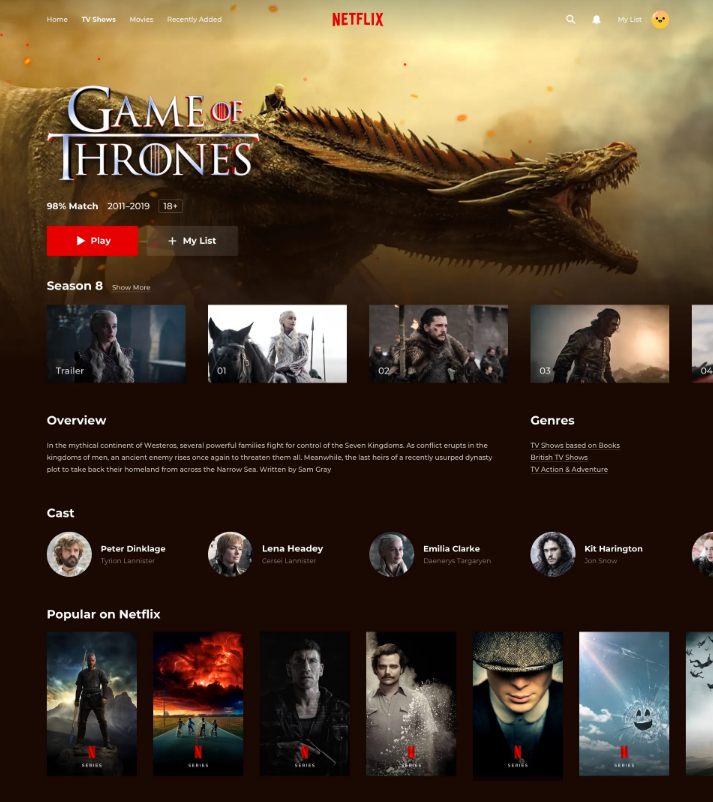 Home TV Shows Movies Recently Added NETFLIX My List
GAME OF
THRONES
98% Match 2011–2019 18+
Play + My List
Season 8 Show More
Trailer 01 02 03 04
Overview Genres
In the mythical continent of Westeros, several powerful families fight for control of the Seven Kingdoms. As conflict erupts in the TV Shows based on Books
kingdoms of men, an ancient enemy rises once again to threaten them all. Meanwhile, the last heirs of a recently usurped dynasty British TV Shows
plot to take back their homeland from across the Narrow Sea. Written by Sam Gray TV Action & Adventure
Cast
Peter Dinklage Lena Headey Emilia Clarke Kit Harington
Tyrion Lannister Cersei Lannister Daenerys Targaryen Jon Snow
Popular on Netflix
N N N N N N
SERIES SERIES SERIES SERIES SERIES SERIES